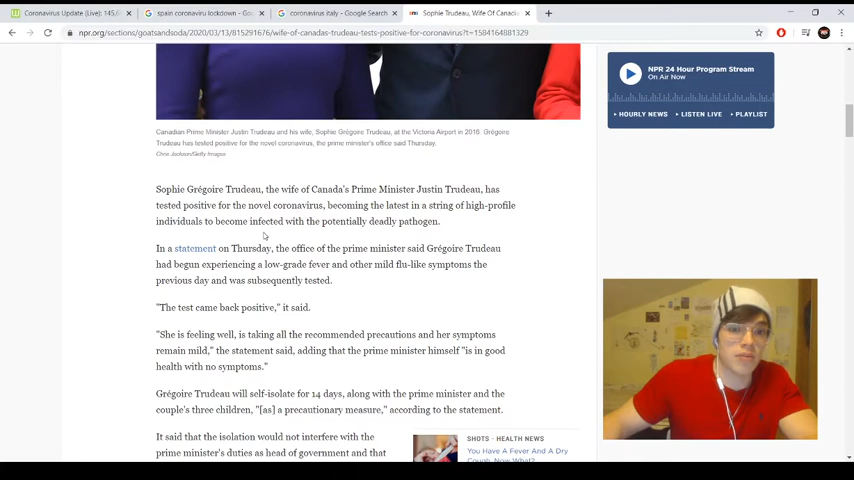 Coronavirus Update (Live): 145,6
spain coronaviru lockdown - Goo
coronavirus italy - Google Search
Sophie Trudeau, Wife Of Canada
npr.org/sections/goatsandsoda/2020/03/13/815291676/wife-of-canadas-trudeau-tests-positive-for-coronavirus?t=1584164881329
NPR 24 Hour Program Stream
On Air Now
HOURLY NEWS LISTEN LIVE PLAYLIST
Canadian Prime Minister Justin Trudeau and his wife, Sophie Grégoire Trudeau, at the Victoria Airport in 2016. Grégoire
Trudeau has tested positive for the novel coronavirus, the prime minister's office said Thursday.
Chris Jackson/Getty Images
Sophie Grégoire Trudeau, the wife of Canada's Prime Minister Justin Trudeau, has
tested positive for the novel coronavirus, becoming the latest in a string of high-profile
individuals to become infected with the potentially deadly pathogen.
In a statement on Thursday, the office of the prime minister said Grégoire Trudeau
had begun experiencing a low-grade fever and other mild flu-like symptoms the
previous day and was subsequently tested.
"The test came back positive," it said.
"She is feeling well, is taking all the recommended precautions and her symptoms
remain mild," the statement said, adding that the prime minister himself "is in good
health with no symptoms."
Grégoire Trudeau will self-isolate for 14 days, along with the prime minister and the
couple's three children, "[as] a precautionary measure," according to the statement.
It said that the isolation would not interfere with the
prime minister's duties as head of government and that
SHOTS - HEALTH NEWS
You Have A Fever And A Dry
Cough. Now What?